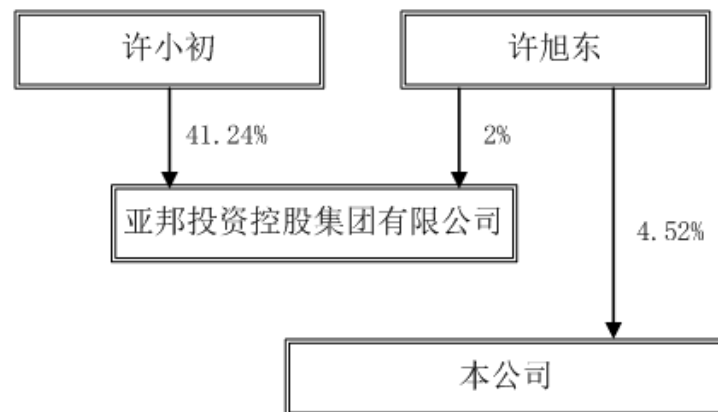 许小初
许旭东
41.24%
2%
亚邦投资控股集团有限公司
4.52%
本公司